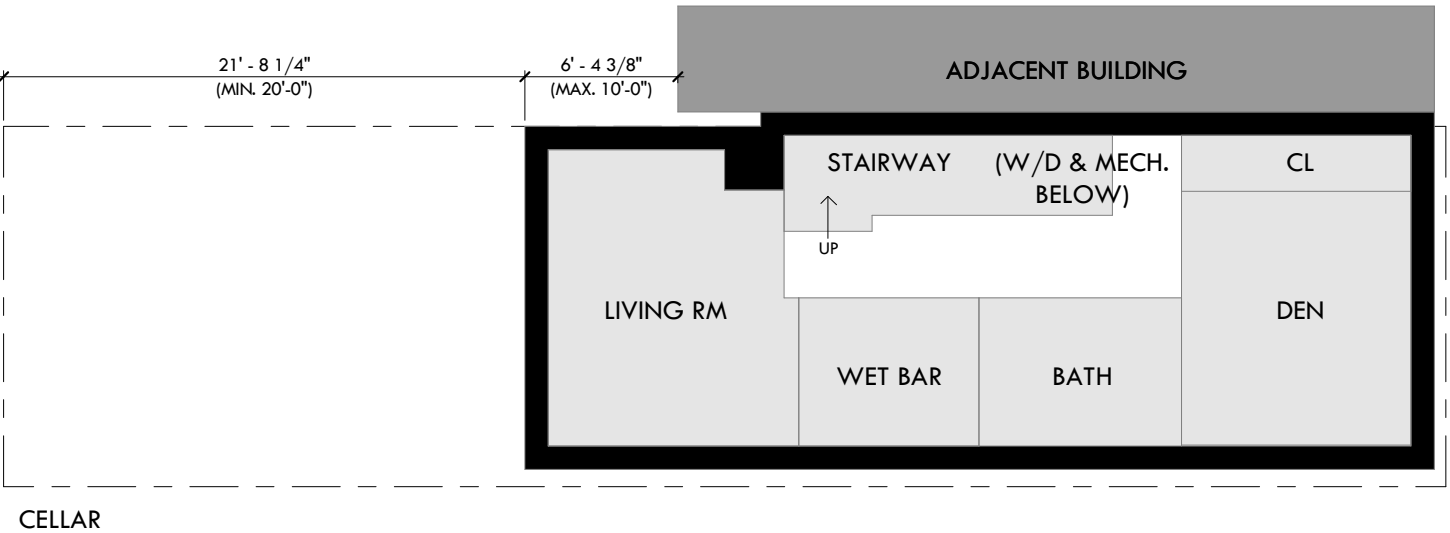 21' - 8 1/4"
(MIN. 20'-0")
6' - 4 3/8"
(MAX. 10'-0")
ADJACENT BUILDING
STAIRWAY
(W/D & MECH.
BELOW)
CL
UP
LIVING RM
DEN
WET BAR
BATH
CELLAR